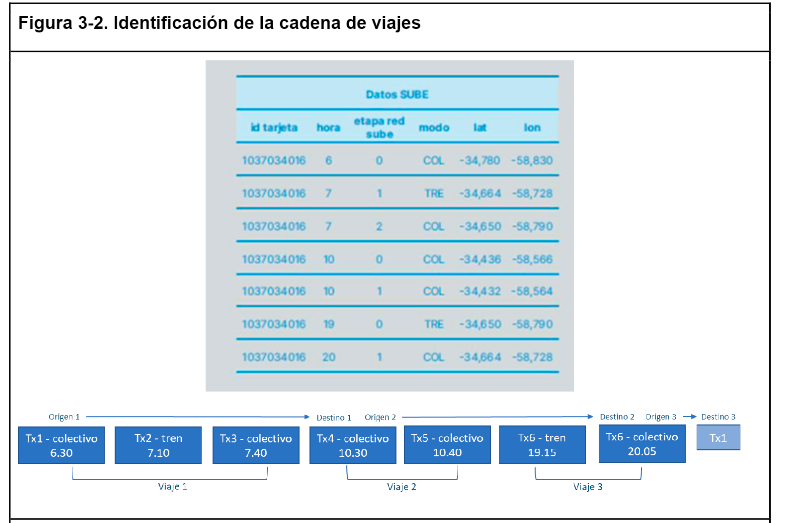 Figura 3-2. Identificación de la cadena de viajes
Datos SUBE
id tarjeta hora etapa red sube modo lat lon
1037034016 6 0 COL -34,780 -58,830
1037034016 7 1 TRE -34,664 -58,728
1037034016 7 2 COL -34,650 -58,790
1037034016 10 0 COL -34,436 -58,566
1037034016 10 1 COL -34,432 -58,564
1037034016 19 0 TRE -34,650 -58,790
1037034016 20 1 COL -34,664 -58,728
Origen 1 Destino 1 Origen 2 Destino 2 Origen 3 Destino 3
Tx1 - colectivo Tx2 - tren Tx3 - colectivo Tx4 - colectivo Tx5 - colectivo Tx6 - tren Tx6 - colectivo Tx1
6.30 7.10 7.40 10.30 10.40 19.15 20.05
Viaje 1 Viaje 2 Viaje 3